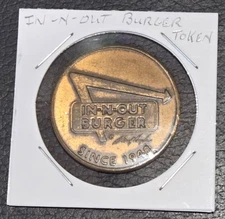 IN-N-OUT BURGER
TOKEN
IN-N-OUT
BURGER
SINCE 1948